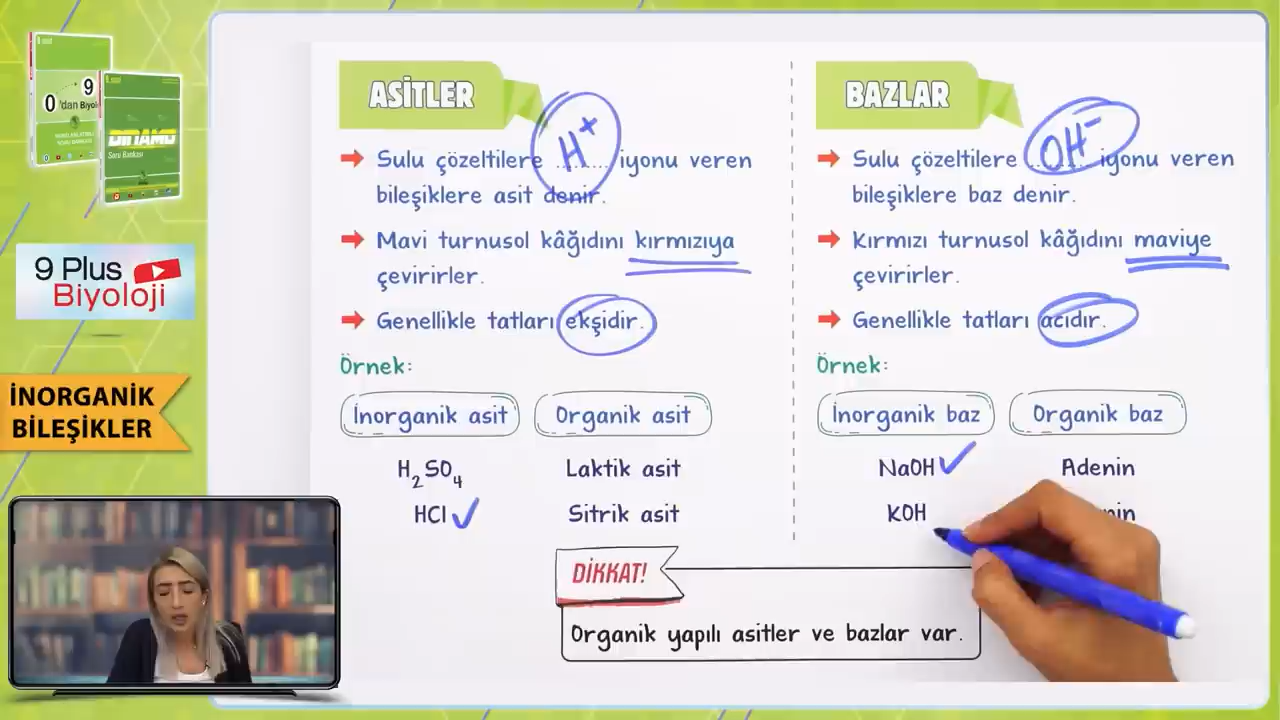 9
0 'dan Biyol
DİNAMO
Soru Bankası
9 Plus
Biyoloji
İNORGANİK
BİLEŞİKLER
ASİTLER
Sulu çözeltilere H+ iyonu veren
bileşiklere asit denir.
Mavi turnusol kâğıdını kırmızıya
çevirirler.
Genellikle tatları ekşidir.
Örnek:
İnorganik asit Organik asit
H2SO4 Laktik asit
HCl Sitrik asit
BAZLAR
Sulu çözeltilere OH- iyonu veren
bileşiklere baz denir.
Kırmızı turnusol kâğıdını maviye
çevirirler.
Genellikle tatları acıdır.
Örnek:
İnorganik baz Organik baz
NaOH Adenin
KOH
DİKKAT!
Organik yapılı asitler ve bazlar var.